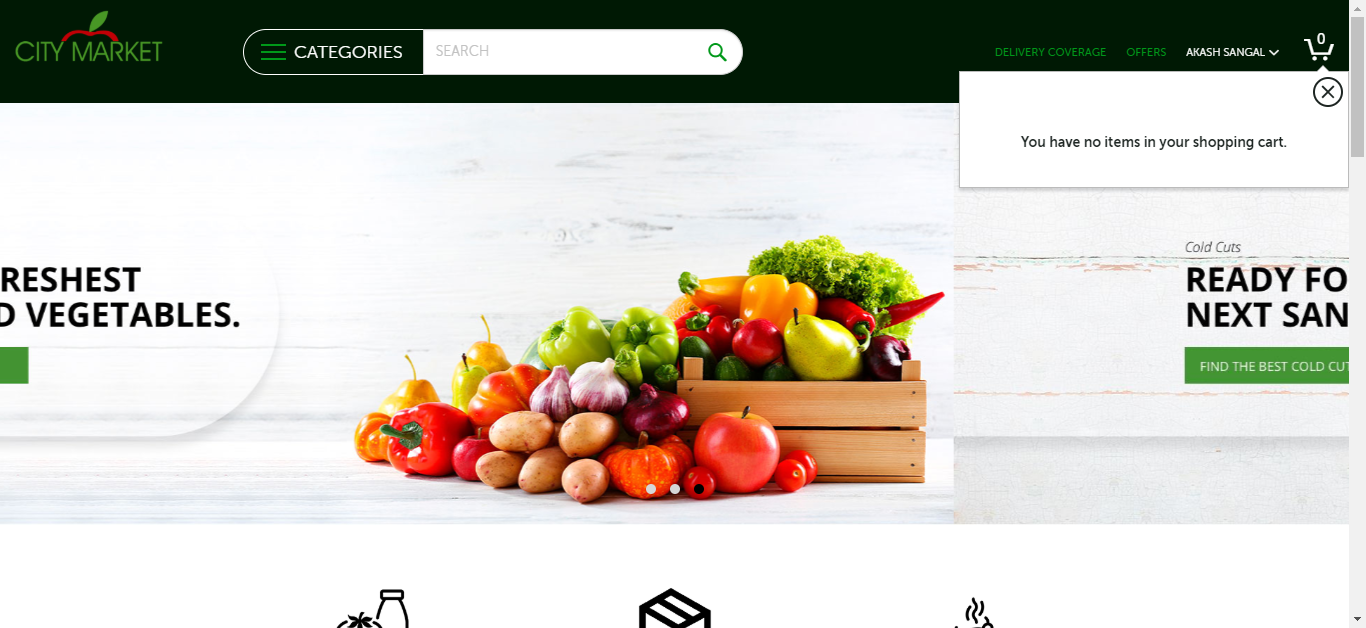 CITY MARKET
CATEGORIES
SEARCH
DELIVERY COVERAGE
OFFERS
AKASH SANGAL
0
You have no items in your shopping cart.
RESHEST
D VEGETABLES.
Cold Cuts
READY FO
NEXT SAN
FIND THE BEST COLD CUT